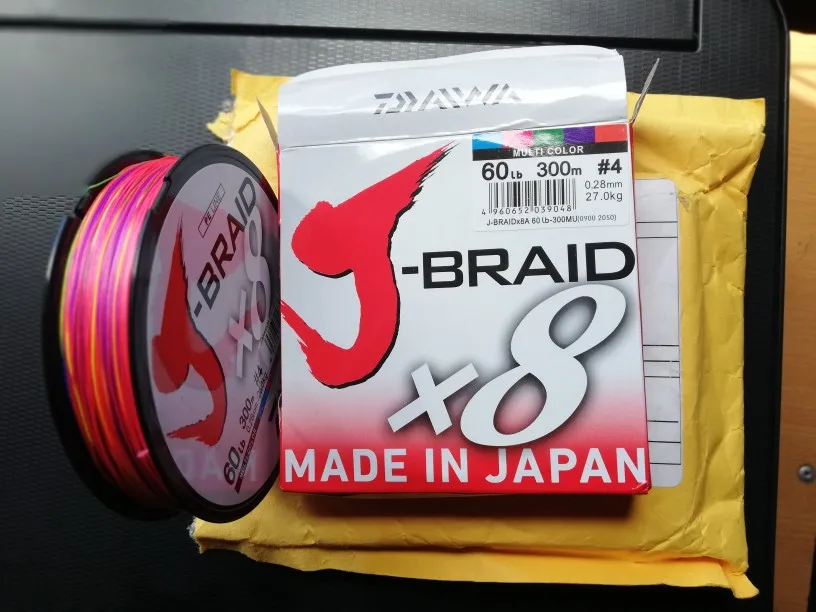 DAIWA
MULTI COLOR
60Lb 300m #4
0.28mm
27.0kg
4 960652 039048
J-BRAIDx8A 60 Lb-300MU(0900 2050)
J-BRAID
x8
MADE IN JAPAN
J-BRAID
x8
60Lb 300m #4